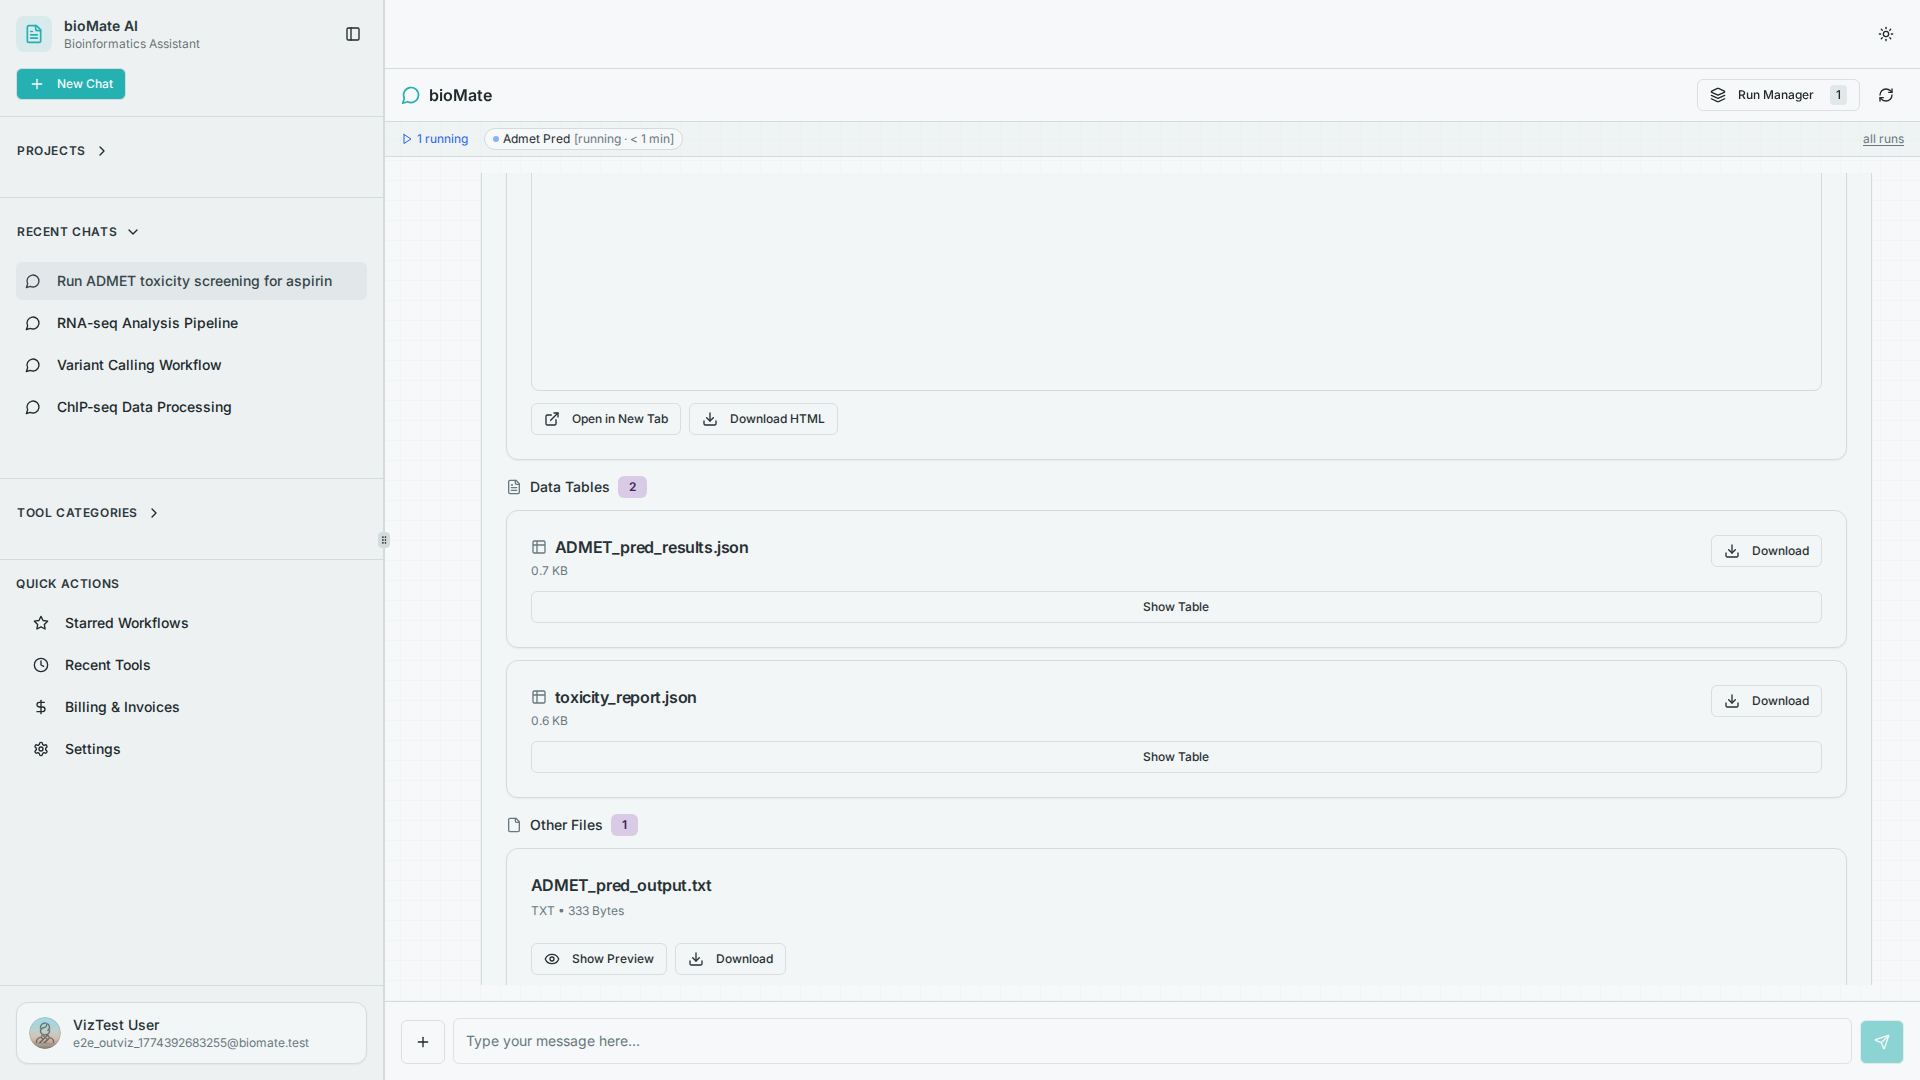 bioMate AI
Bioinformatics Assistant
New Chat
PROJECTS
RECENT CHATS
Run ADMET toxicity screening for aspirin
RNA-seq Analysis Pipeline
Variant Calling Workflow
ChIP-seq Data Processing
TOOL CATEGORIES
QUICK ACTIONS
Starred Workflows
Recent Tools
Billing & Invoices
Settings
VizTest User
e2e_outviz_1774392683255@biomate.test
bioMate
Run Manager 1
1 running
Admet Pred [running · < 1 min]
all runs
Open in New Tab
Download HTML
Data Tables 2
ADMET_pred_results.json
0.7 KB
Download
Show Table
toxicity_report.json
0.6 KB
Download
Show Table
Other Files 1
ADMET_pred_output.txt
TXT • 333 Bytes
Show Preview
Download
Type your message here...